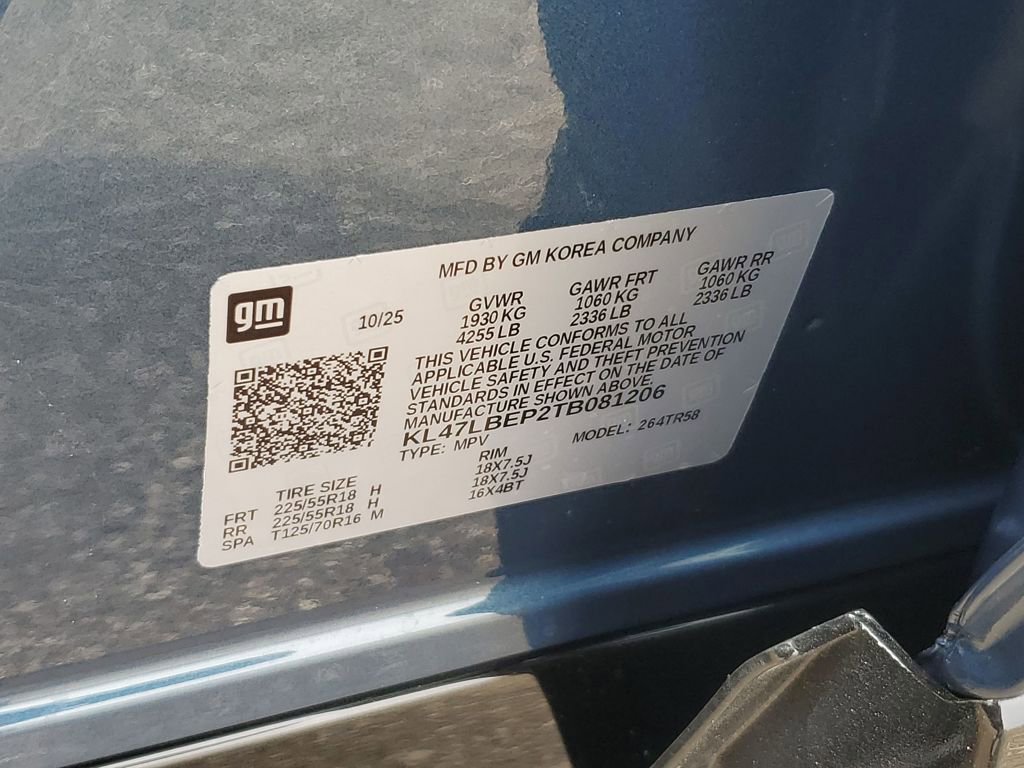 MFD BY GM KOREA COMPANY
gm
10/25
GVWR
1930 KG
4255 LB
GAWR FRT
1060 KG
2336 LB
GAWR RR
1060 KG
2336 LB
THIS VEHICLE CONFORMS TO ALL
APPLICABLE U.S. FEDERAL MOTOR
VEHICLE SAFETY AND THEFT PREVENTION
STANDARDS IN EFFECT ON THE DATE OF
MANUFACTURE SHOWN ABOVE.
KL47LBEP2TB081206
TYPE: MPV MODEL: 264TR58
TIRE SIZE RIM
FRT 225/55R18 H 18X7.5J
RR 225/55R18 H 18X7.5J
SPA T125/70R16 M 16X4BT